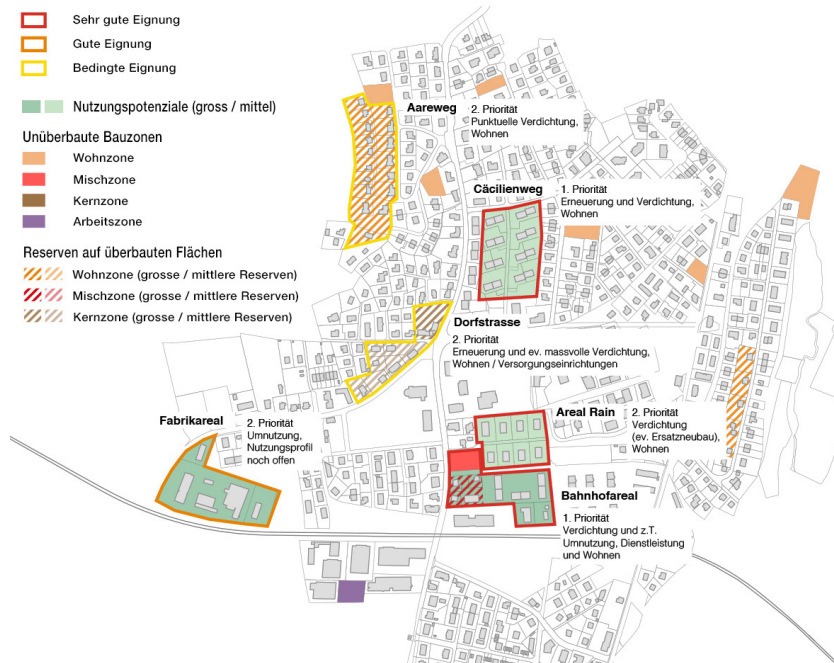 Sehr gute Eignung
Gute Eignung
Bedingte Eignung
Nutzungspotenziale (gross / mittel)
Unüberbaute Bauzonen
Wohnzone
Mischzone
Kernzone
Arbeitszone
Reserven auf überbauten Flächen
Wohnzone (grosse / mittlere Reserven)
Mischzone (grosse / mittlere Reserven)
Kernzone (grosse / mittlere Reserven)
Aareweg
2. Priorität
Punktuelle Verdichtung,
Wohnen
Cäcilienweg
1. Priorität
Erneuerung und Verdichtung,
Wohnen
Dorfstrasse
2. Priorität
Erneuerung und ev. massvolle Verdichtung,
Wohnen / Versorgungseinrichtungen
Fabrikareal
2. Priorität
Umnutzung,
Nutzungsprofil
noch offen
Areal Rain
2. Priorität
Verdichtung
(ev. Ersatzneubau),
Wohnen
Bahnhofareal
1. Priorität
Verdichtung und z.T.
Umnutzung, Dienstleistung
und Wohnen